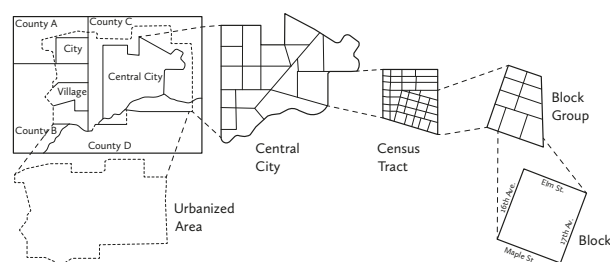 County A
County C
City
Central City
Village
County B
County D
Central
City
Census
Tract
Block
Group
Urbanized
Area
16th Ave.
Elm St.
17th Av.
Maple St
Block